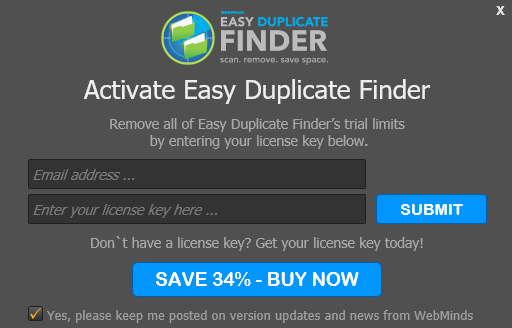 X
EASY DUPLICATE
FINDER
scan. remove. save space.
Activate Easy Duplicate Finder
Remove all of Easy Duplicate Finder's trial limits
by entering your license key below.
Email address ...
Enter your license key here ...
SUBMIT
Don`t have a license key? Get your license key today!
SAVE 34% - BUY NOW
Yes, please keep me posted on version updates and news from WebMinds